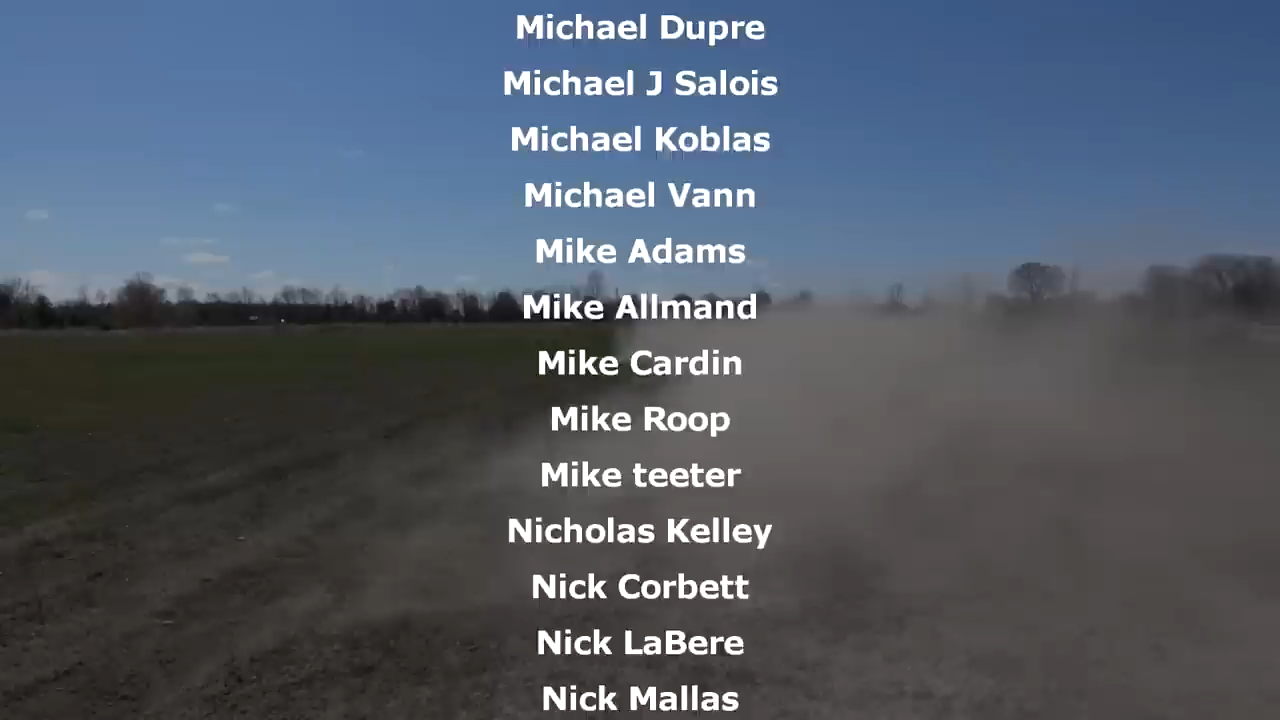 Michael Dupre
Michael J Salois
Michael Koblas
Michael Vann
Mike Adams
Mike Allmand
Mike Cardin
Mike Roop
Mike teeter
Nicholas Kelley
Nick Corbett
Nick LaBere
Nick Mallas